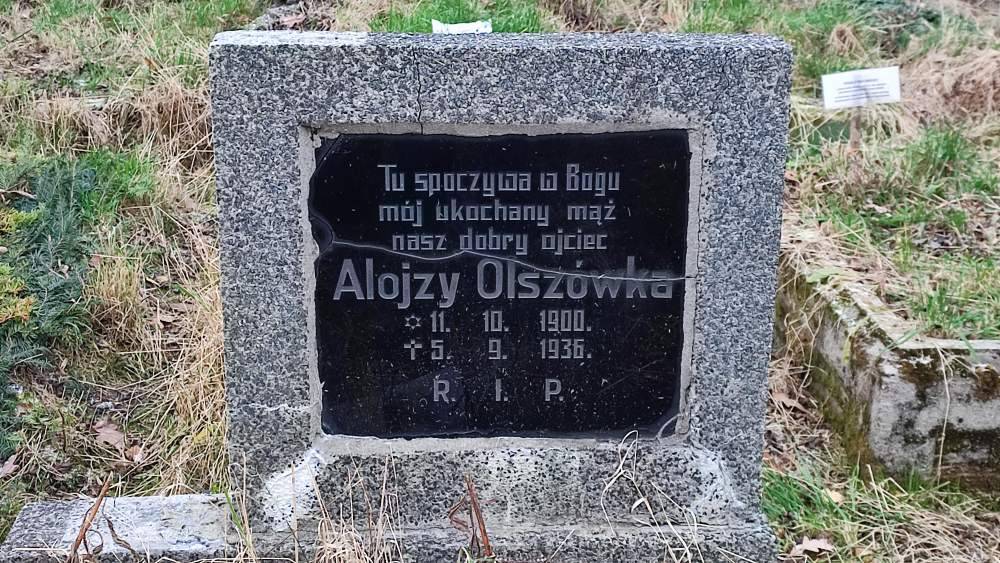 Tu spoczywa w Bogu
mój ukochany mąż
nasz dobry ojciec
Alojzy Olszówka
✡ 11. 10. 1900.
✝ 5. 9. 1936.
R. I. P.